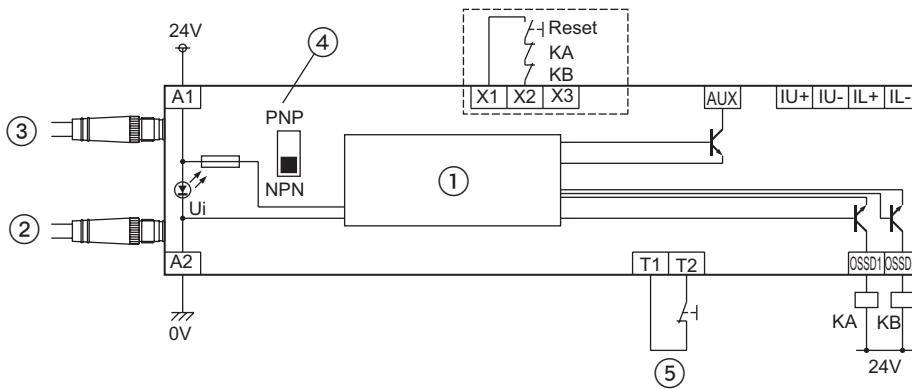 24V
④
Reset
KA
KB
A1
X1 X2 X3
AUX
IU+ IU- IL+ IL-
③
PNP
NPN
①
Ui
②
A2
T1 T2
OSSD1 OSSD
0V
KA KB
⑤
24V